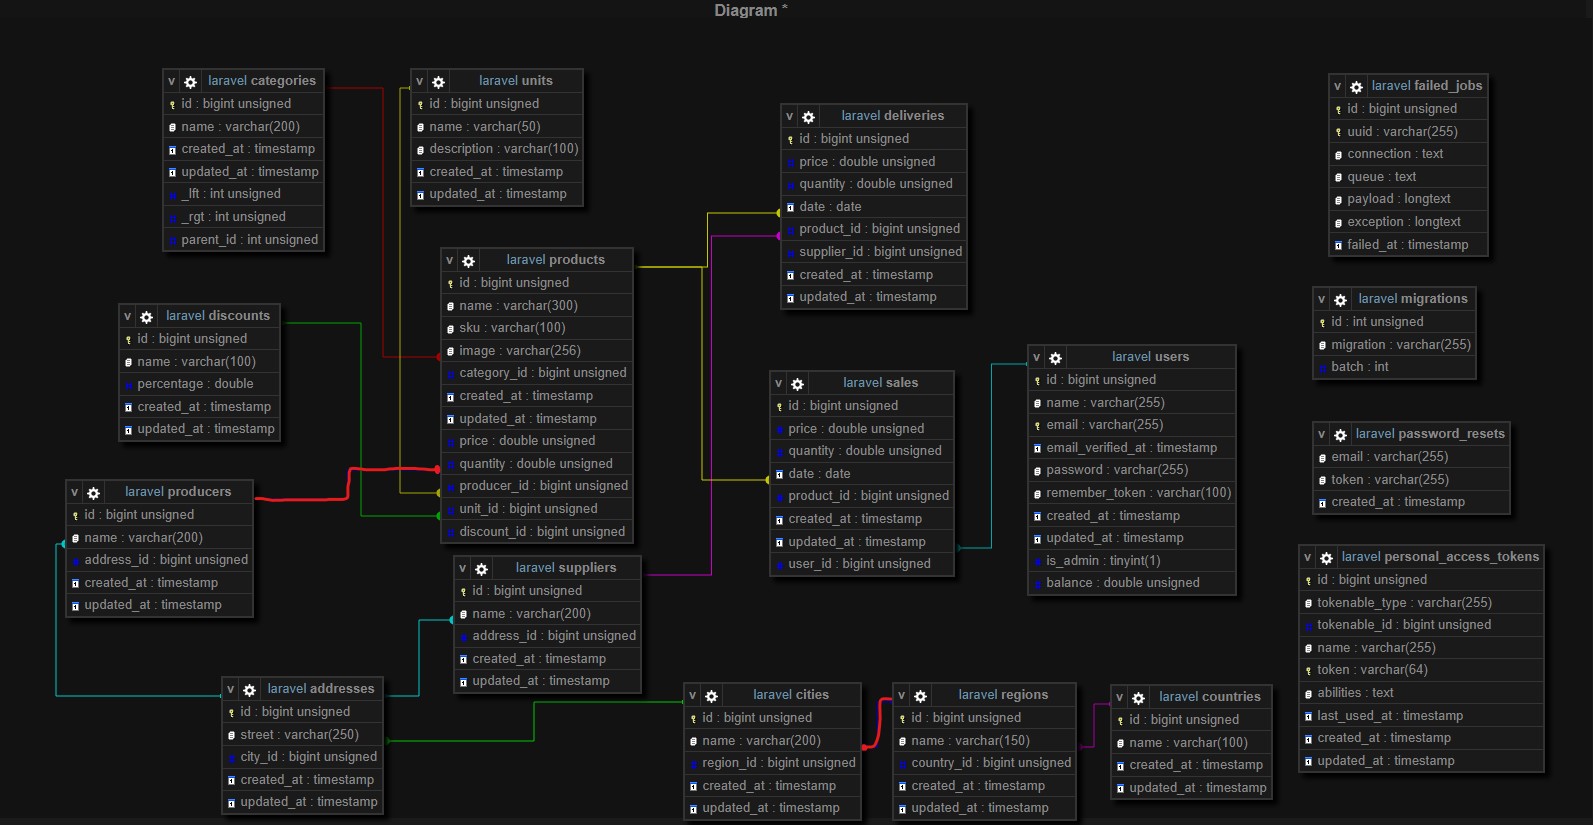 Diagram *
v laravel categories
id : bigint unsigned
name : varchar(200)
created_at : timestamp
updated_at : timestamp
_lft : int unsigned
_rgt : int unsigned
parent_id : int unsigned
v laravel units
id : bigint unsigned
name : varchar(50)
description : varchar(100)
created_at : timestamp
updated_at : timestamp
v laravel deliveries
id : bigint unsigned
price : double unsigned
quantity : double unsigned
date : date
product_id : bigint unsigned
supplier_id : bigint unsigned
created_at : timestamp
updated_at : timestamp
v laravel failed_jobs
id : bigint unsigned
uuid : varchar(255)
connection : text
queue : text
payload : longtext
exception : longtext
failed_at : timestamp
v laravel products
id : bigint unsigned
name : varchar(300)
sku : varchar(100)
image : varchar(256)
category_id : bigint unsigned
created_at : timestamp
updated_at : timestamp
price : double unsigned
quantity : double unsigned
producer_id : bigint unsigned
unit_id : bigint unsigned
discount_id : bigint unsigned
v laravel discounts
id : bigint unsigned
name : varchar(100)
percentage : double
created_at : timestamp
updated_at : timestamp
v laravel migrations
id : int unsigned
migration : varchar(255)
batch : int
v laravel users
id : bigint unsigned
name : varchar(255)
email : varchar(255)
email_verified_at : timestamp
password : varchar(255)
remember_token : varchar(100)
created_at : timestamp
updated_at : timestamp
is_admin : tinyint(1)
balance : double unsigned
v laravel sales
id : bigint unsigned
price : double unsigned
quantity : double unsigned
date : date
product_id : bigint unsigned
created_at : timestamp
updated_at : timestamp
user_id : bigint unsigned
v laravel password_resets
email : varchar(255)
token : varchar(255)
created_at : timestamp
v laravel producers
id : bigint unsigned
name : varchar(200)
address_id : bigint unsigned
created_at : timestamp
updated_at : timestamp
v laravel suppliers
id : bigint unsigned
name : varchar(200)
address_id : bigint unsigned
created_at : timestamp
updated_at : timestamp
v laravel personal_access_tokens
id : bigint unsigned
tokenable_type : varchar(255)
tokenable_id : bigint unsigned
name : varchar(255)
token : varchar(64)
abilities : text
last_used_at : timestamp
created_at : timestamp
updated_at : timestamp
v laravel addresses
id : bigint unsigned
street : varchar(250)
city_id : bigint unsigned
created_at : timestamp
updated_at : timestamp
v laravel cities
id : bigint unsigned
name : varchar(200)
region_id : bigint unsigned
created_at : timestamp
updated_at : timestamp
v laravel regions
id : bigint unsigned
name : varchar(150)
country_id : bigint unsigned
created_at : timestamp
updated_at : timestamp
v laravel countries
id : bigint unsigned
name : varchar(100)
created_at : timestamp
updated_at : timestamp